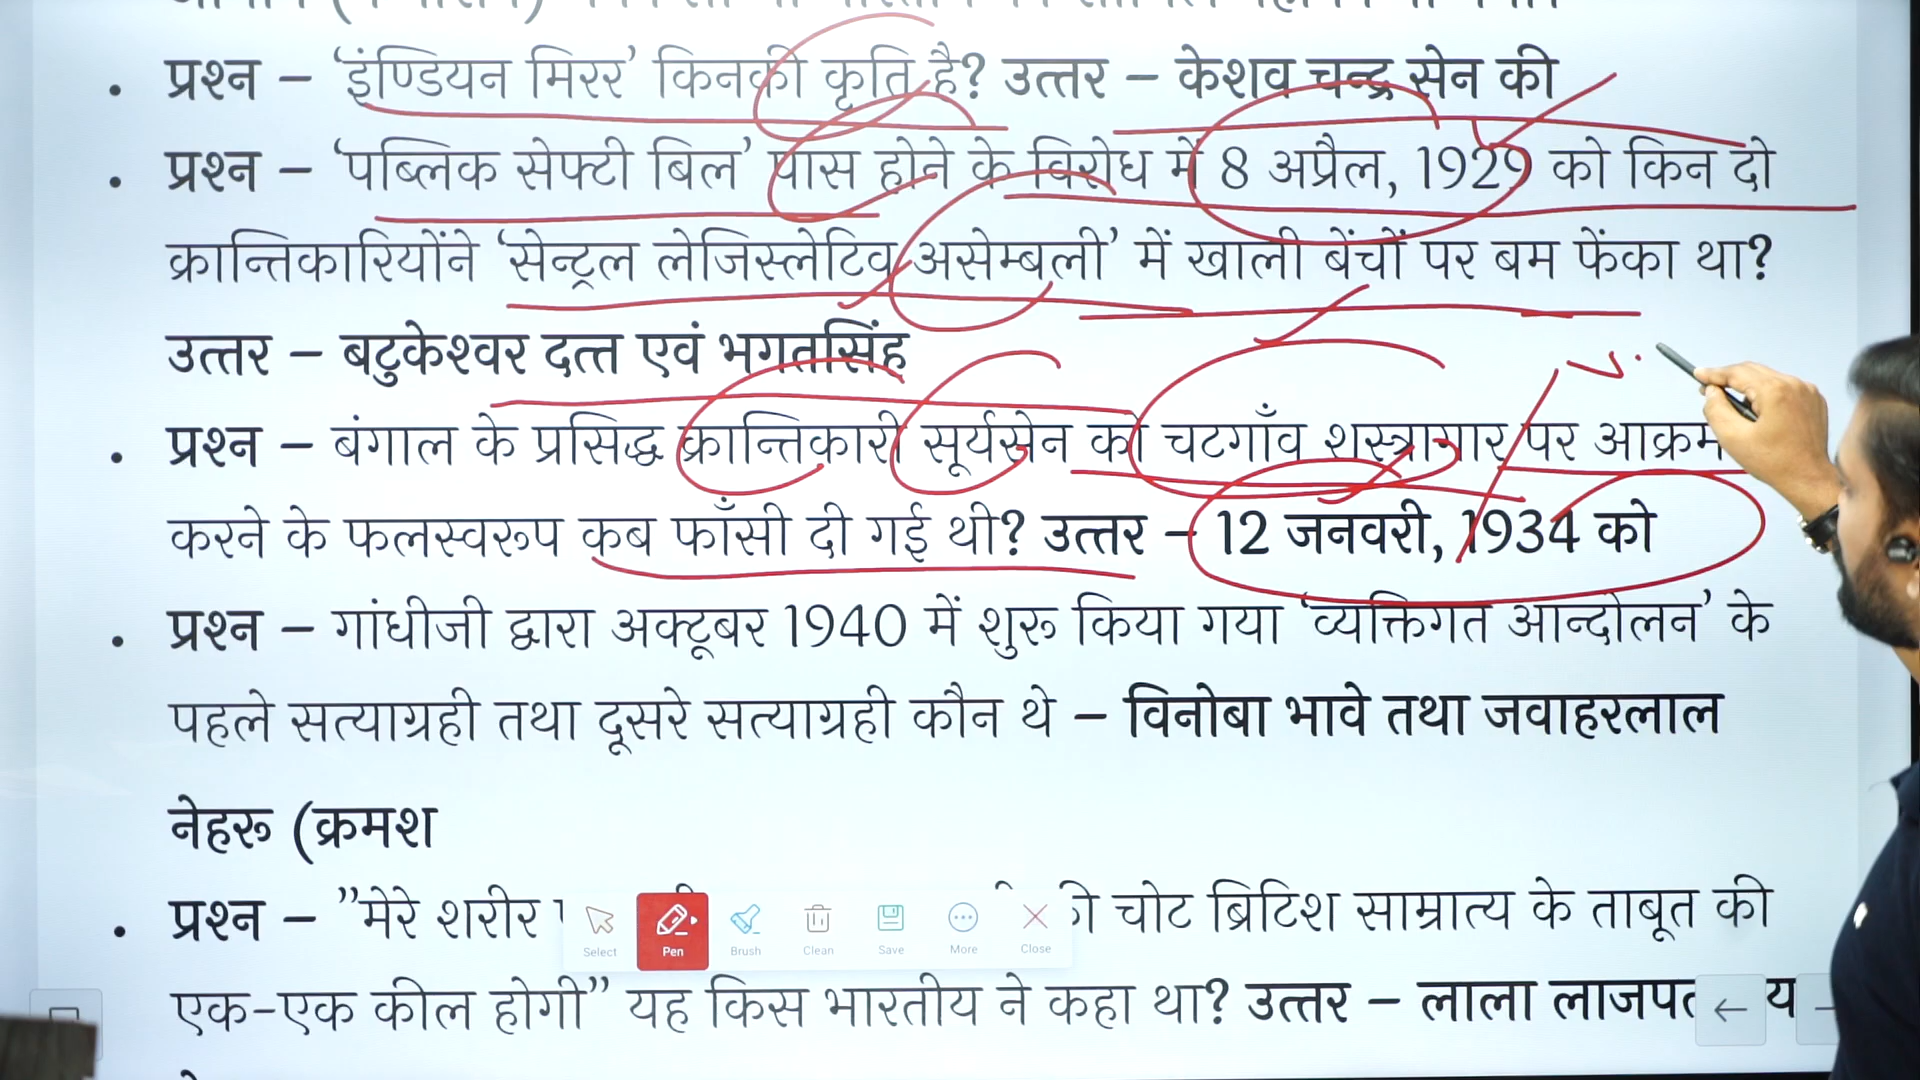 • प्रश्न – 'इंण्डियन मिरर' किनकी कृति है? उत्तर – केशव चन्द्र सेन की
• प्रश्न – 'पब्लिक सेफ्टी बिल' पास होने के विरोध में 8 अप्रैल, 1929 को किन दो
क्रान्तिकारियोंने 'सेन्ट्रल लेजिस्लेटिव असेम्बली' में खाली बेंचों पर बम फेंका था?
उत्तर – बटुकेश्वर दत्त एवं भगतसिंह
• प्रश्न – बंगाल के प्रसिद्ध क्रान्तिकारी सूर्यसेन को चटगाँव शस्त्रागार पर
करने के फलस्वरूप कब फाँसी दी गई थी? उत्तर – 12 जनवरी, 1934 को
• प्रश्न – गांधीजी द्वारा अक्टूबर 1940 में शुरू किया गया 'व्यक्तिगत आन्दोलन' के
पहले सत्याग्रही तथा दूसरे सत्याग्रही कौन थे – विनोबा भावे तथा जवाहरलाल
नेहरू (क्रमश
• प्रश्न – ”मेरे शरीर चोट ब्रिटिश साम्रात्य के ताबूत की
Select Pen Brush Clean Save More Close
एक-एक कील होगी” यह किस भारतीय ने कहा था? उत्तर – लाला